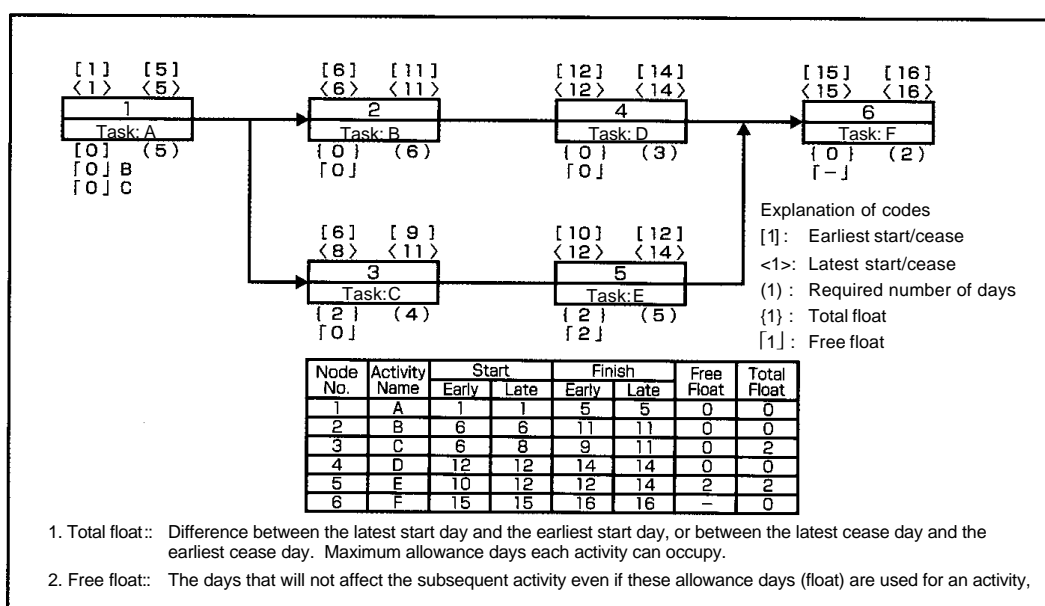 [1] [5]
〈1〉 〈5〉
1
Task: A
[0] (5)
「0」 B
「0」 C
[6] [11]
〈6〉 〈11〉
2
Task: B
{0} (6)
「0」
[12] [14]
〈12〉 〈14〉
4
Task: D
{0} (3)
「0」
[15] [16]
〈15〉 〈16〉
6
Task: F
{0} (2)
「-」
[6] [9]
〈8〉 〈11〉
3
Task:C
{2} (4)
「0」
[10] [12]
〈12〉 〈14〉
5
Task:E
{2} (5)
「2」
Explanation of codes
[1] : Earliest start/cease
<1>: Latest start/cease
(1) : Required number of days
{1} : Total float
⌈1⌋ : Free float
Node No. Activity Name Start Finish Free Float Total Float
Early Late Early Late
1 A 1 1 5 5 0 0
2 B 6 6 11 11 0 0
3 C 6 8 9 11 0 2
4 D 12 12 14 14 0 0
5 E 10 12 12 14 2 2
6 F 15 15 16 16 - 0
1. Total float:: Difference between the latest start day and the earliest start day, or between the latest cease day and the
earliest cease day. Maximum allowance days each activity can occupy.
2. Free float:: The days that will not affect the subsequent activity even if these allowance days (float) are used for an activity,